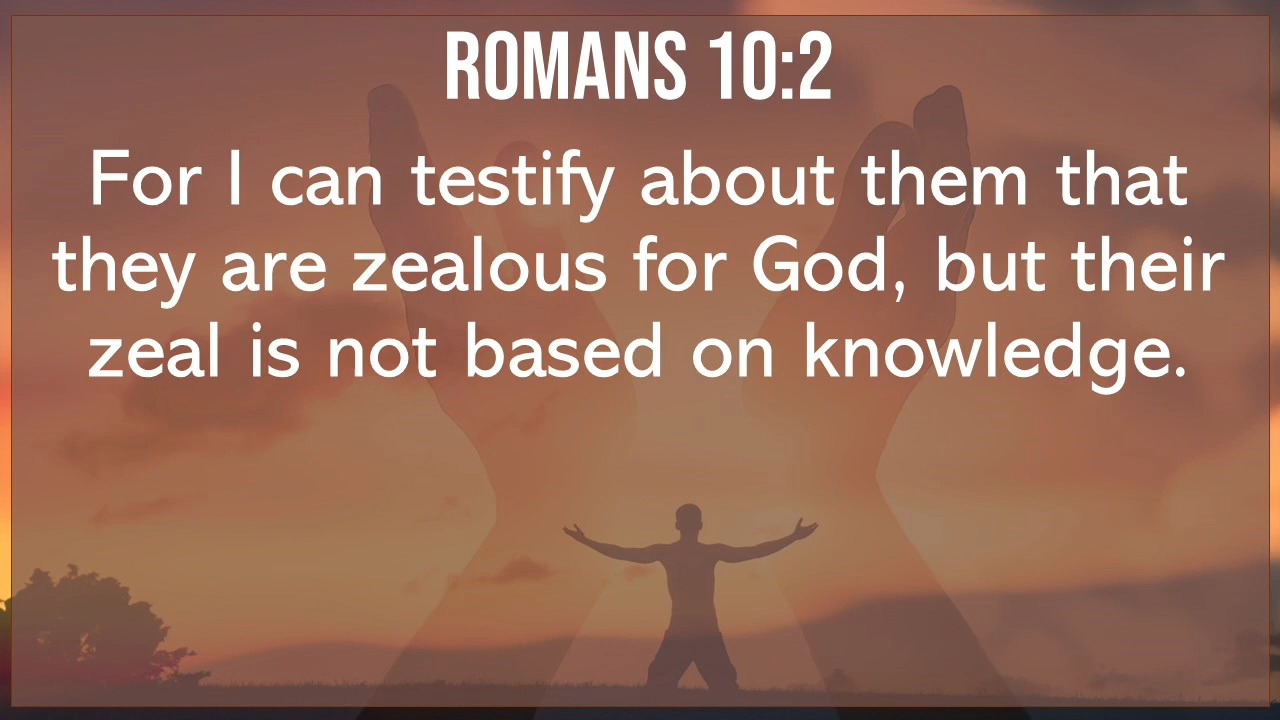 ROMANS 10:2
For I can testify about them that
they are zealous for God, but their
zeal is not based on knowledge.